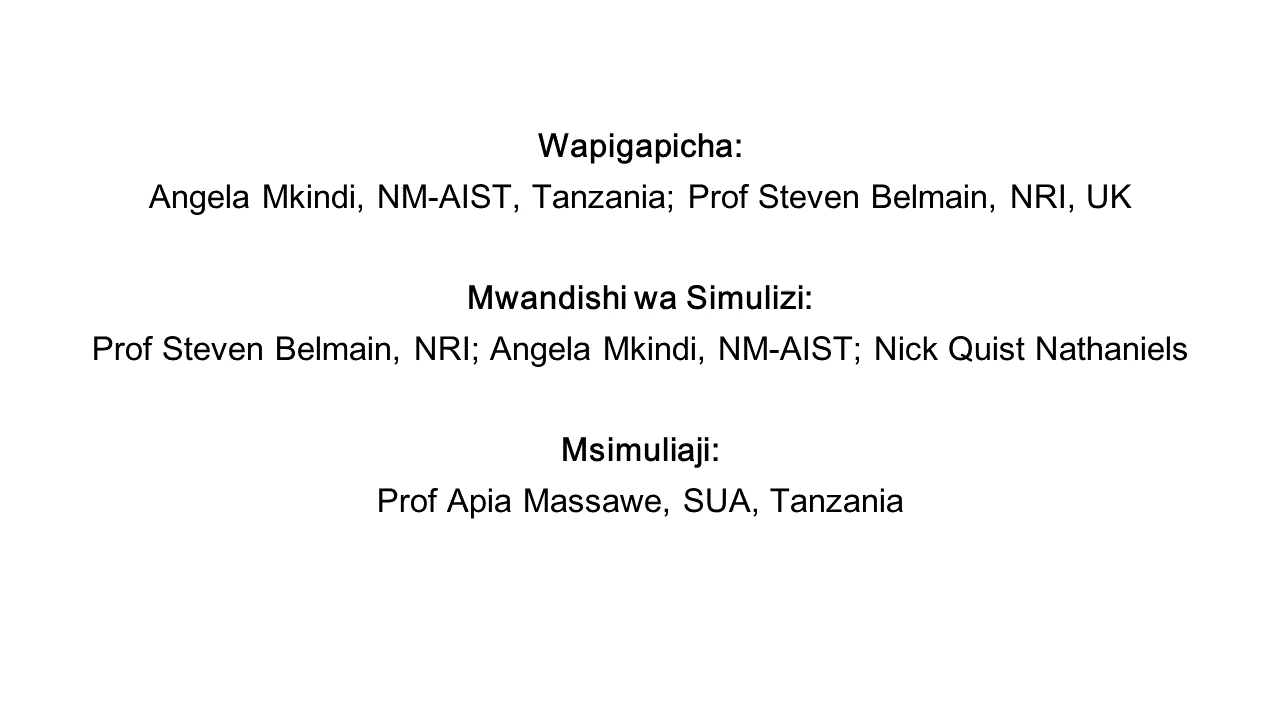 Wapigapicha:
Angela Mkindi, NM-AIST, Tanzania; Prof Steven Belmain, NRI, UK
Mwandishi wa Simulizi:
Prof Steven Belmain, NRI; Angela Mkindi, NM-AIST; Nick Quist Nathaniels
Msimuliaji:
Prof Apia Massawe, SUA, Tanzania